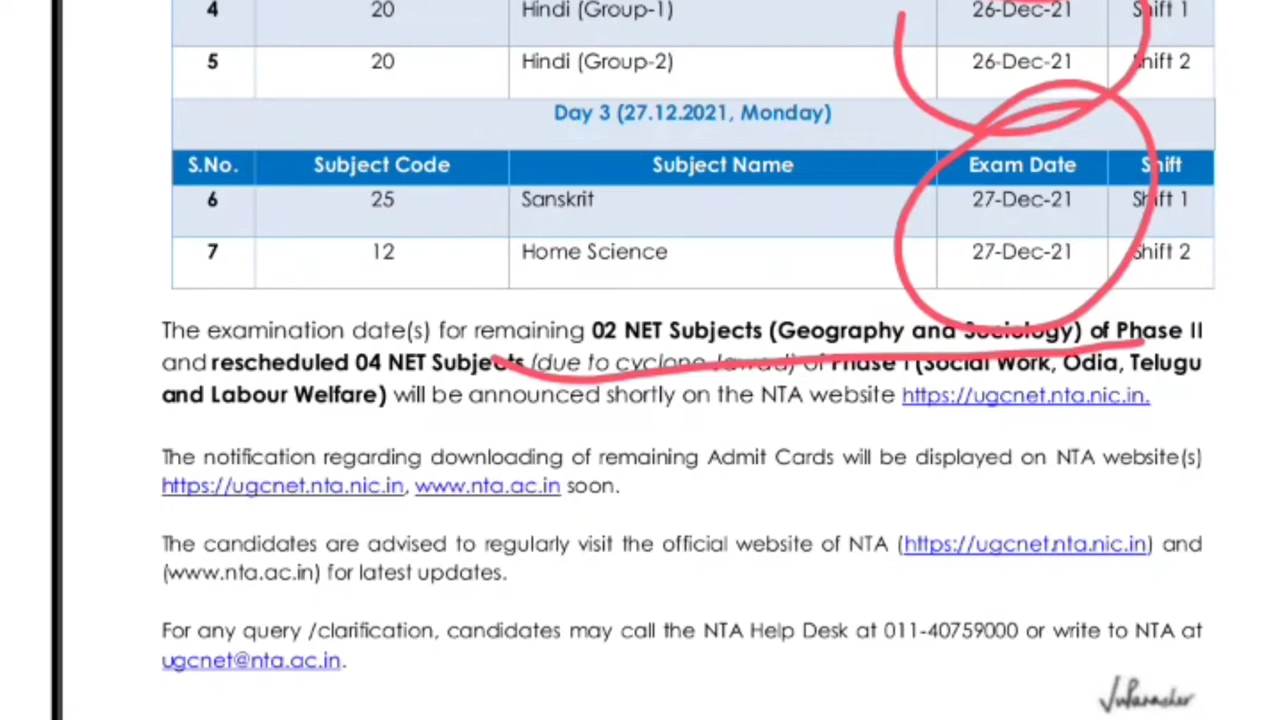 4 20 Hindi (Group-1) 26-Dec-21 Shift 1
5 20 Hindi (Group-2) 26-Dec-21 Shift 2
Day 3 (27.12.2021, Monday)
S.No. Subject Code Subject Name Exam Date Shift
6 25 Sanskrit 27-Dec-21 Shift 1
7 12 Home Science 27-Dec-21 Shift 2
The examination date(s) for remaining 02 NET Subjects (Geography and Sociology) of Phase II
and rescheduled 04 NET Subjects (due to cyclone Jawad) of Phase I (Social Work, Odia, Telugu
and Labour Welfare) will be announced shortly on the NTA website https://ugcnet.nta.nic.in.
The notification regarding downloading of remaining Admit Cards will be displayed on NTA website(s)
https://ugcnet.nta.nic.in, www.nta.ac.in soon.
The candidates are advised to regularly visit the official website of NTA (https://ugcnet.nta.nic.in) and
(www.nta.ac.in) for latest updates.
For any query /clarification, candidates may call the NTA Help Desk at 011-40759000 or write to NTA at
ugcnet@nta.ac.in.